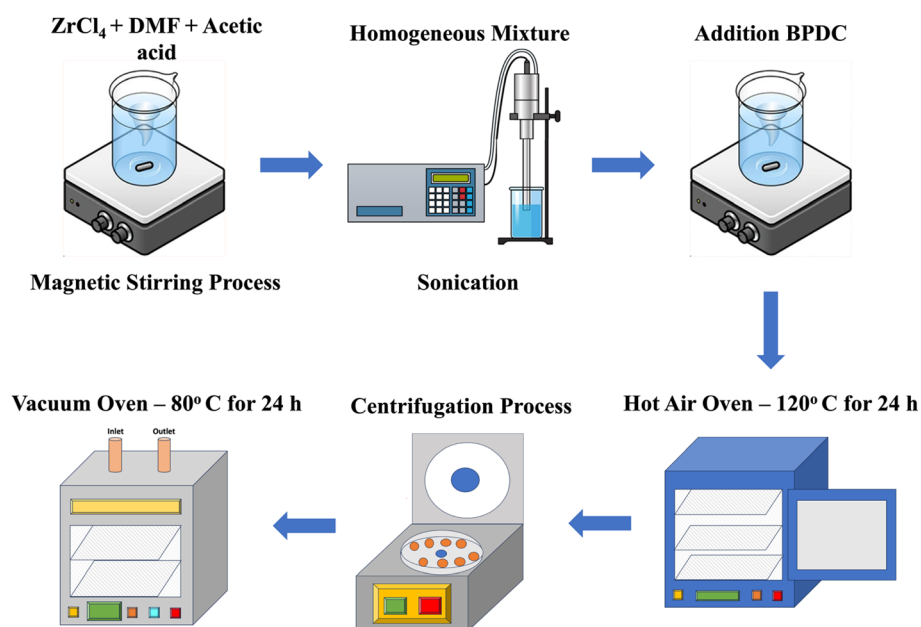 ZrCl₄ + DMF + Acetic
acid
Homogeneous Mixture
Addition BPDC
Magnetic Stirring Process
Sonication
Vacuum Oven – 80° C for 24 h
Centrifugation Process
Hot Air Oven – 120° C for 24 h
Inlet
Outlet